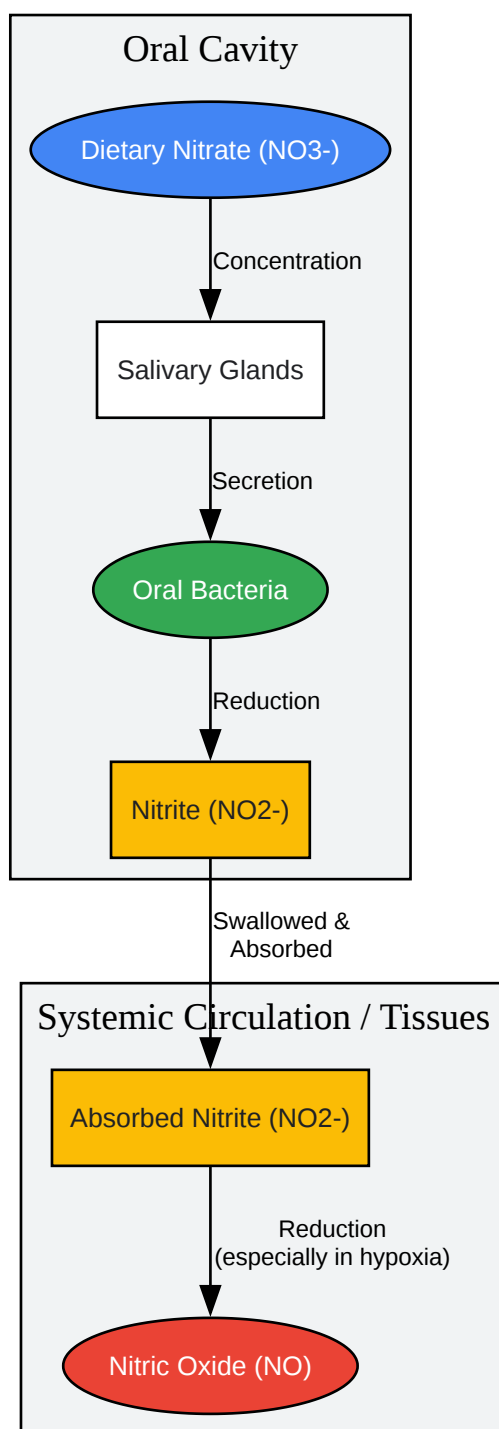 Oral Cavity
Dietary Nitrate (NO3-)
Concentration
Salivary Glands
Secretion
Oral Bacteria
Reduction
Nitrite (NO2-)
Swallowed &
Absorbed
Systemic Circulation / Tissues
Absorbed Nitrite (NO2-)
Reduction
(especially in hypoxia)
Nitric Oxide (NO)